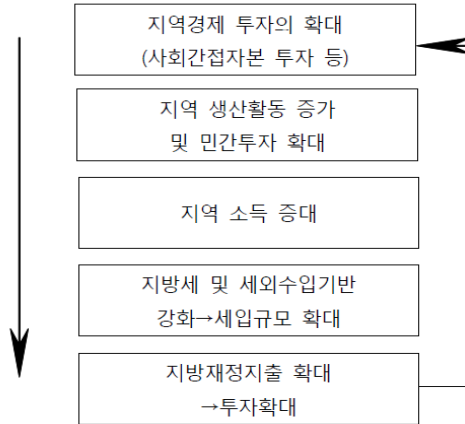 지역경제 투자의 확대
(사회간접자본 투자 등)
지역 생산활동 증가
및 민간투자 확대
지역 소득 증대
지방세 및 세외수입기반
강화→세입규모 확대
지방재정지출 확대
→투자확대